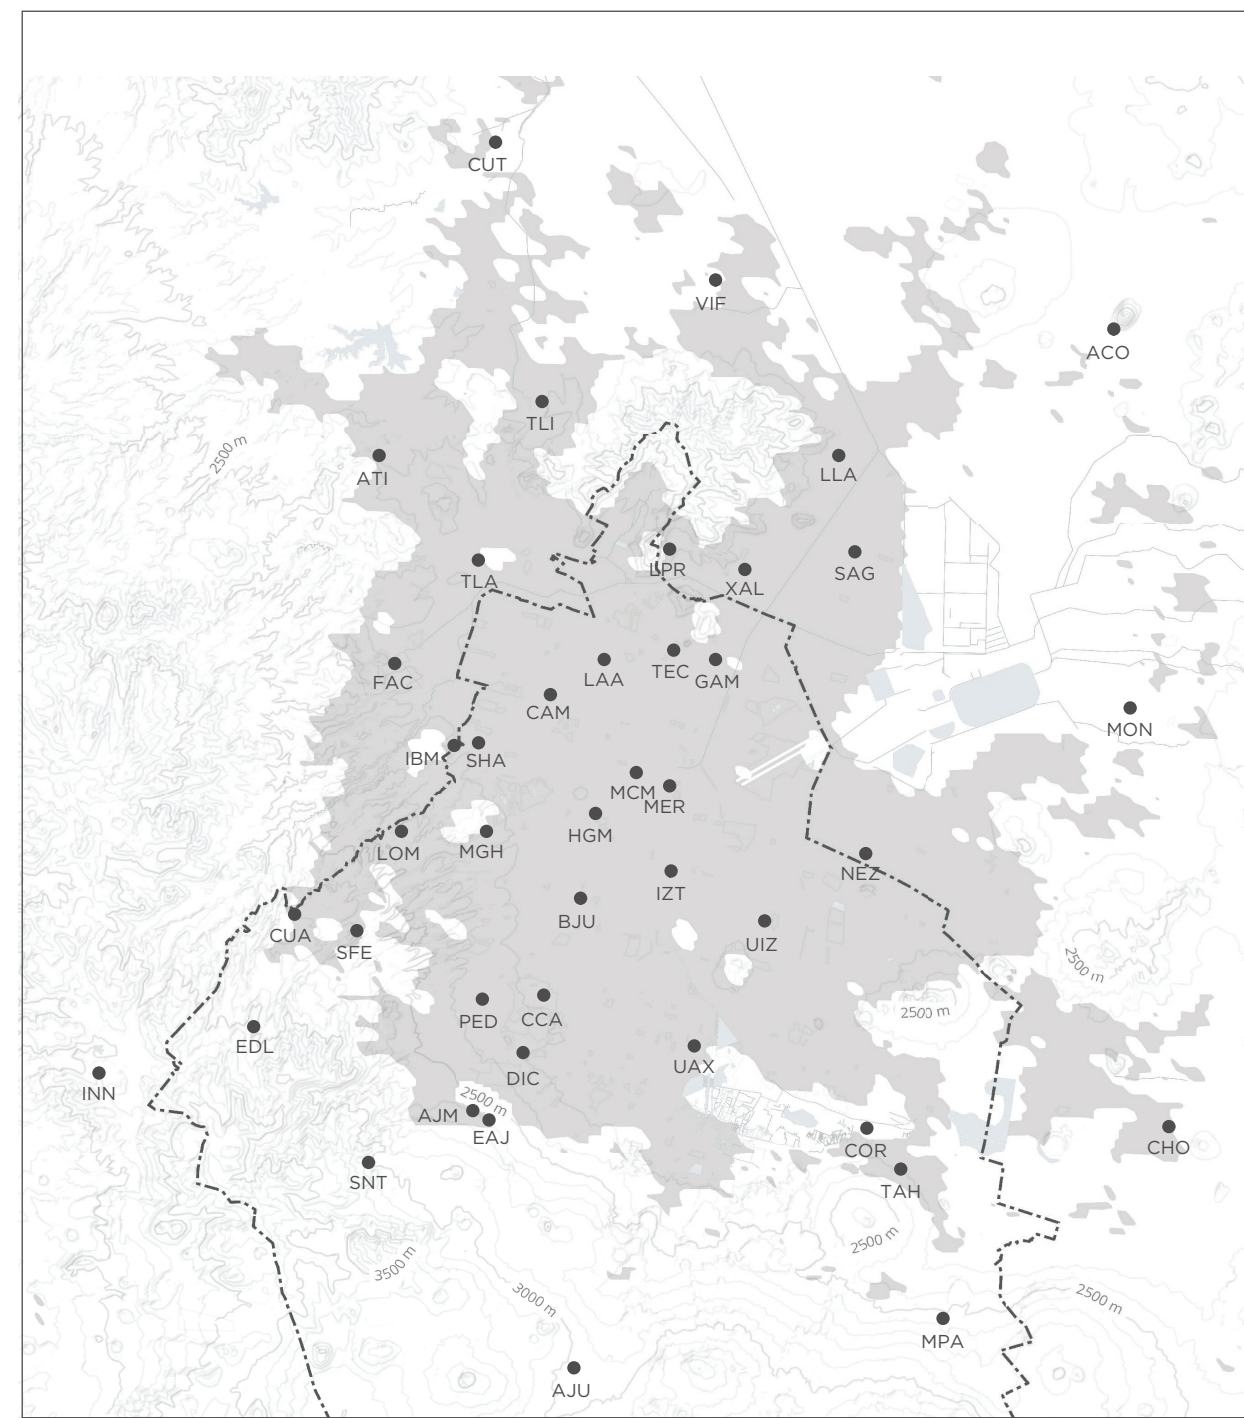 CUT
VIF
ACO
TLI
2500 m
ATI
LLA
LPR
SAG
TLA
XAL
FAC
LAA
TEC
GAM
CAM
MON
IBM
SHA
MCM
MER
HGM
LOM
MGH
NEZ
IZT
BJU
CUA
SFE
UIZ
2500 m
2500 m
PED
CCA
EDL
DIC
UAX
INN
2500 m
AJM
EAJ
COR
CHO
SNT
TAH
2500 m
3500 m
3000 m
2500 m
MPA
AJU